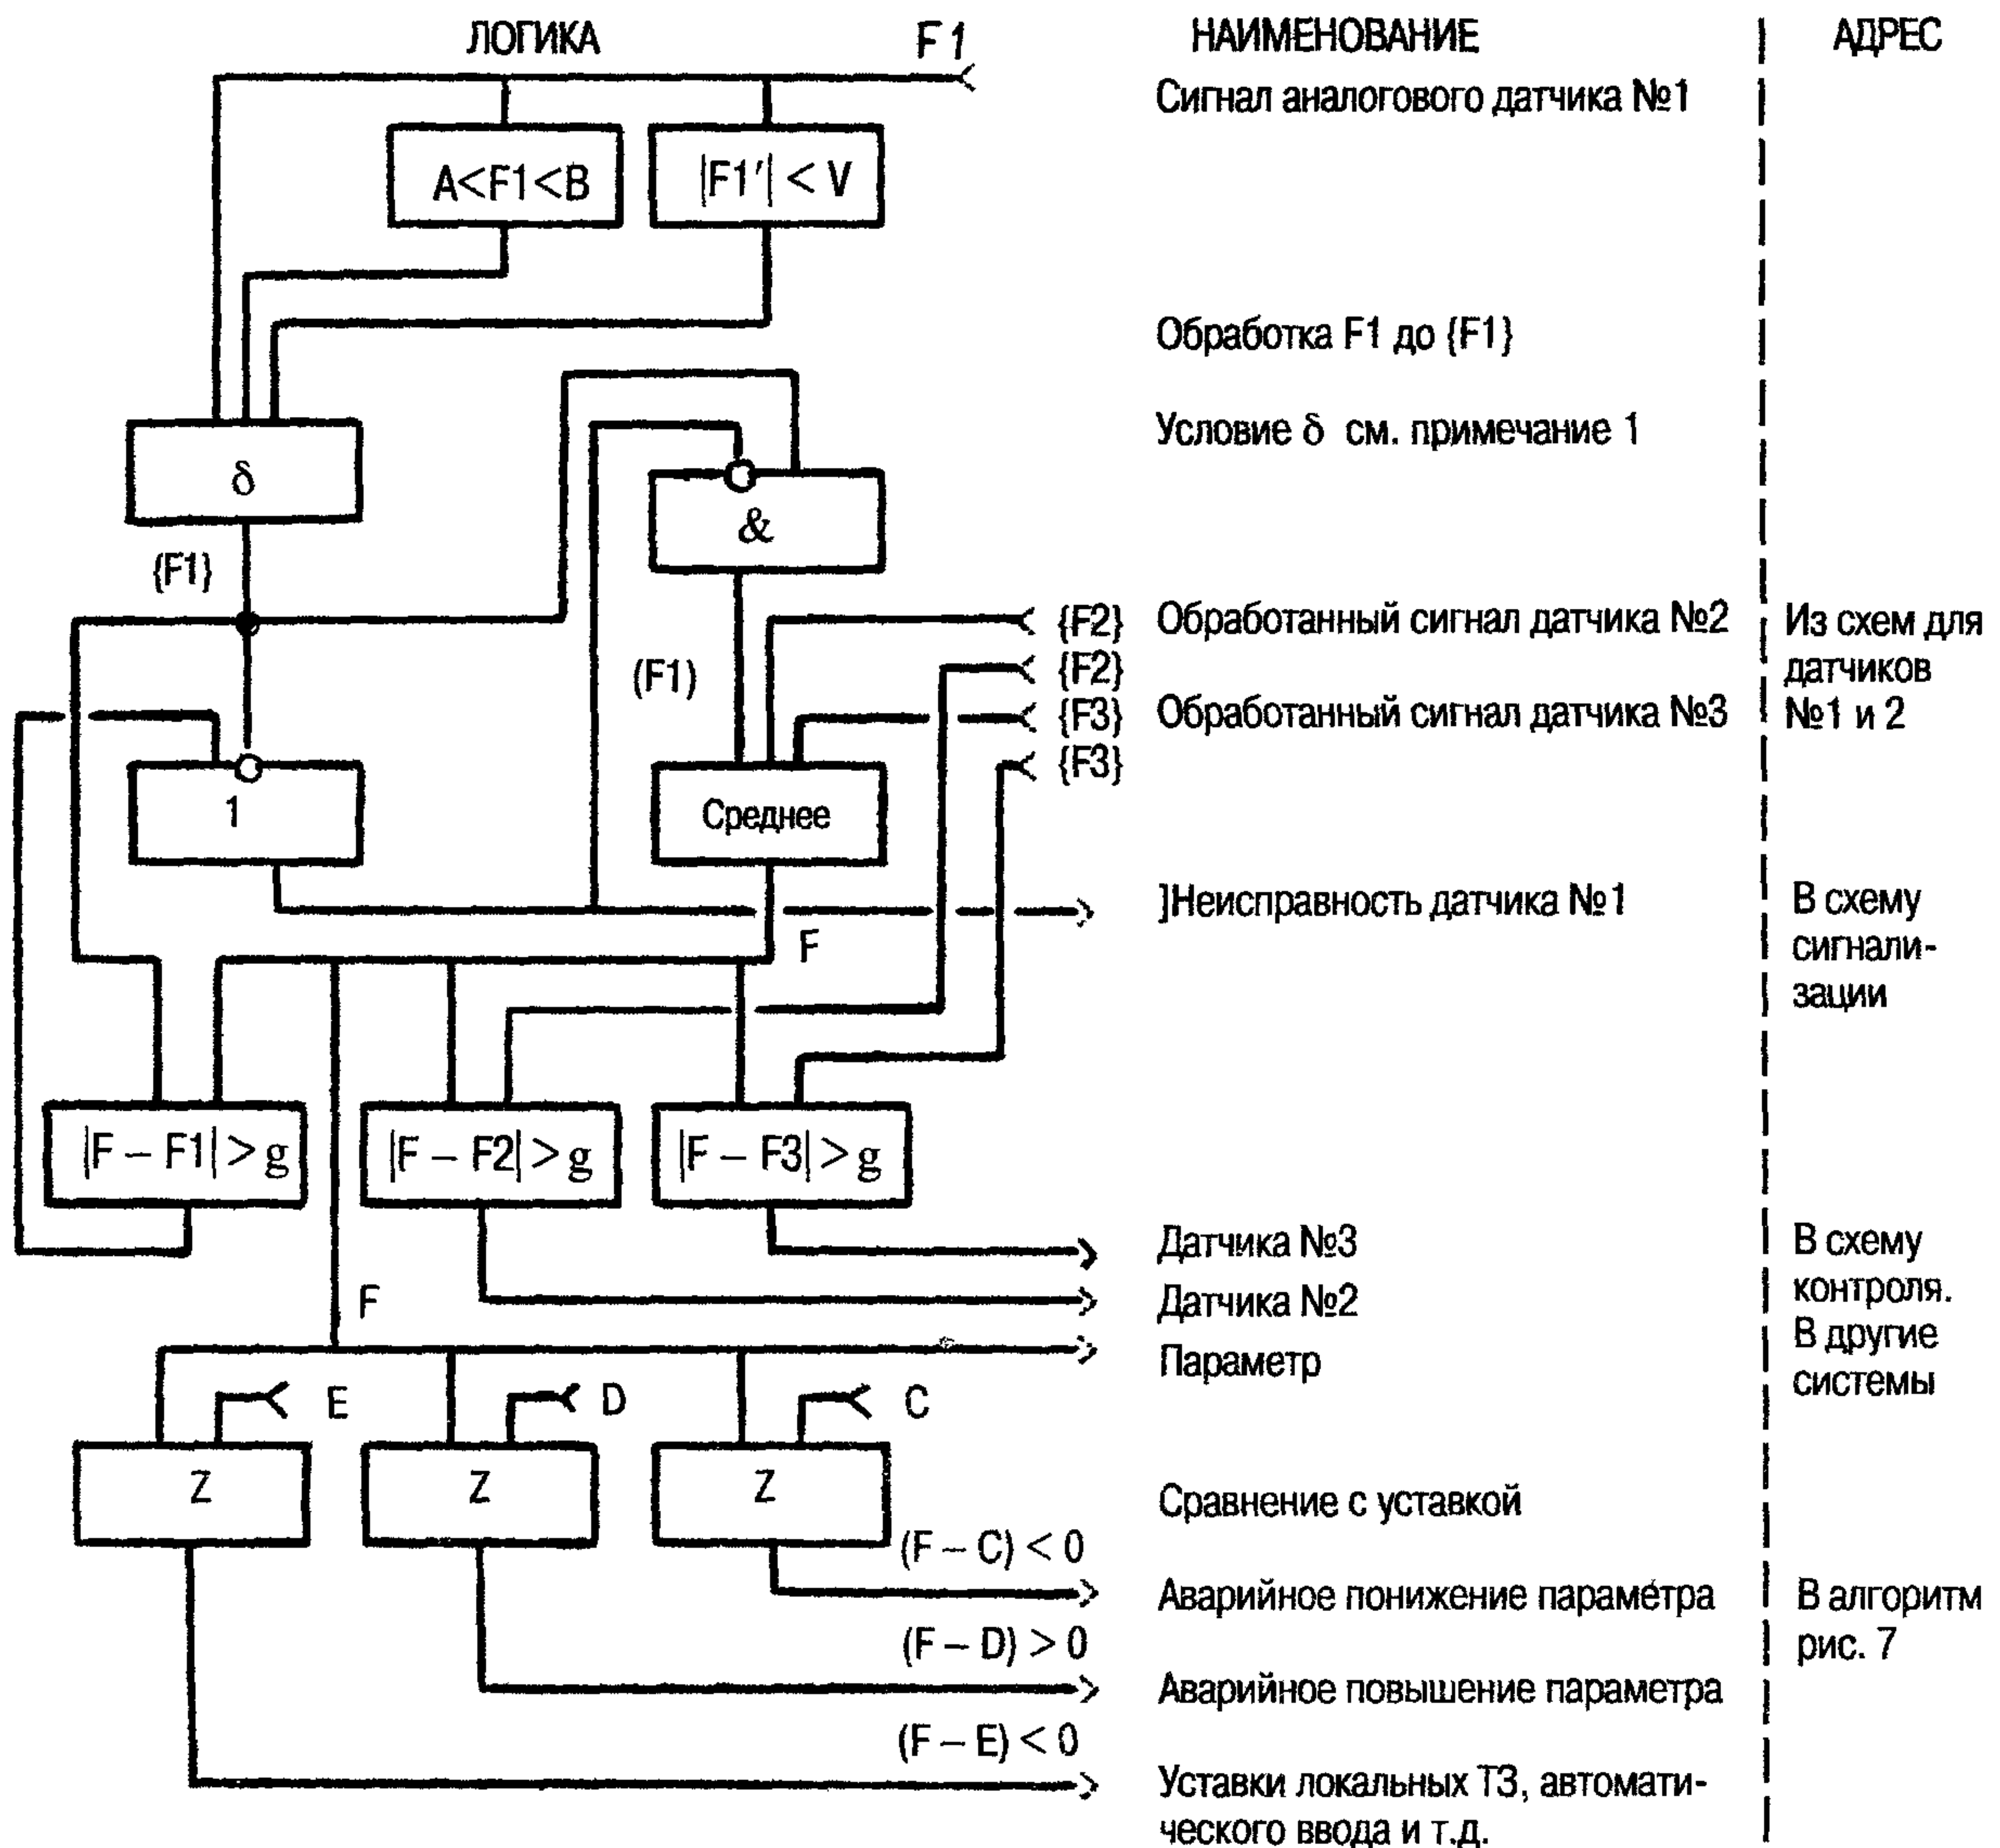 ЛОГИКА F1 НАИМЕНОВАНИЕ АДРЕС
Сигнал аналогового датчика №1
A<F1<B |F1'| < V
Обработка F1 до {F1}
Условие δ см. примечание 1
δ
&
{F1}
{F2} Обработанный сигнал датчика №2 Из схем для
(F1) {F2} датчиков
{F3} Обработанный сигнал датчика №3 №1 и 2
{F3}
1 Среднее
]Неисправность датчика №1 В схему
F сигнали-
зации
|F – F1| > g |F – F2| > g |F – F3| > g
Датчика №3 В схему
F Датчика №2 контроля.
Параметр В другие
E D C системы
Z Z Z
Сравнение с уставкой
(F – C) < 0
Аварийное понижение параметра В алгоритм
(F – D) > 0 рис. 7
Аварийное повышение параметра
(F – E) < 0
Уставки локальных ТЗ, автомати-
ческого ввода и т.д.